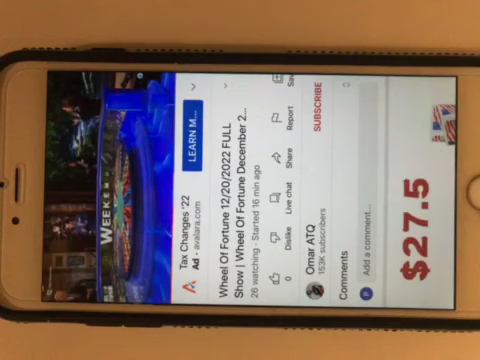 WEEKEN
Tax Changes '22
Ad · avalara.com
LEARN M...
Wheel Of Fortune 12/20/2022 FULL
Show | Wheel Of Fortune December 2...
26 watching · Started 16 min ago
0
Dislike
Live chat
Share
Report
Sav
Omar ATQ
153K subscribers
SUBSCRIBE
Comments
P
Add a comment...
$27.5